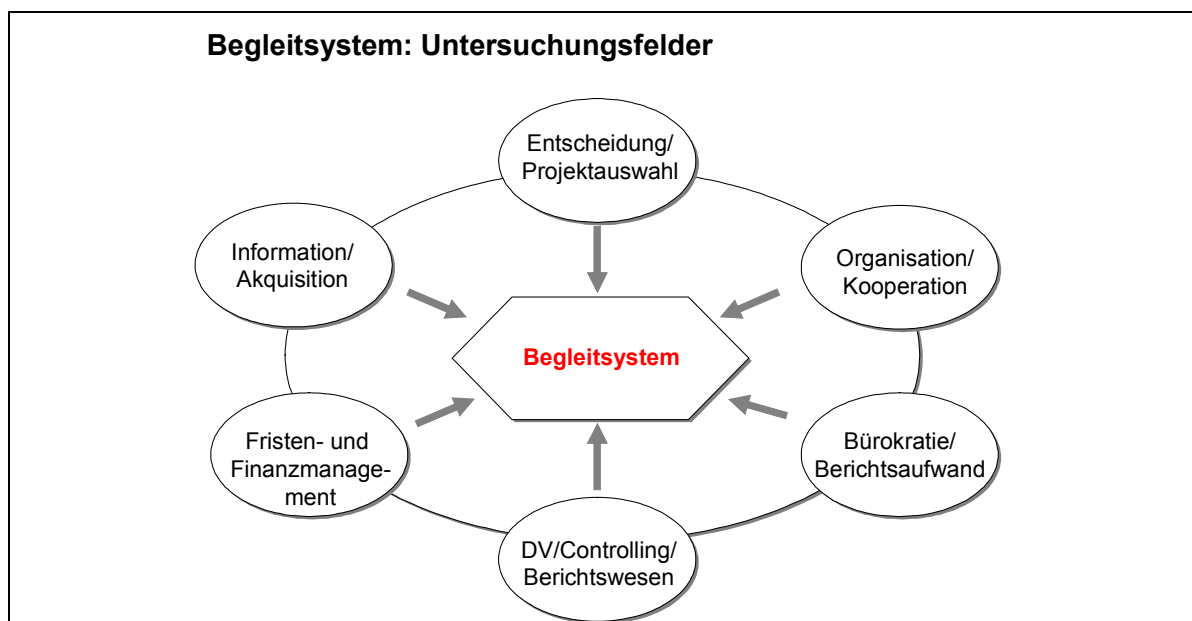 Begleitsystem: Untersuchungsfelder
Entscheidung/
Projektauswahl
Information/
Akquisition
Organisation/
Kooperation
Begleitsystem
Fristen- und
Finanzmanage-
ment
Bürokratie/
Berichtsaufwand
DV/Controlling/
Berichtswesen